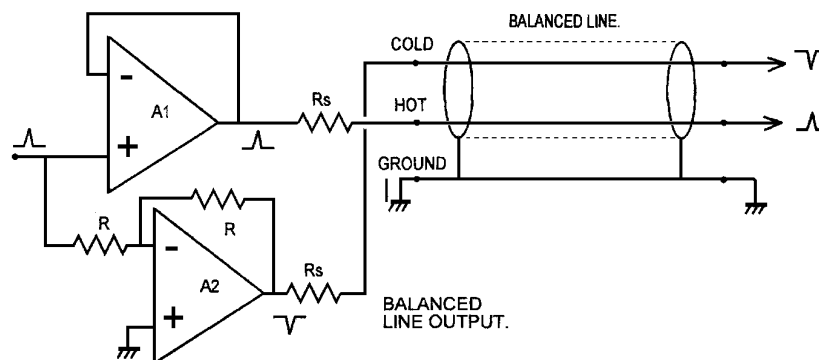 BALANCED LINE.
COLD
-
A1
Rs
HOT
+
GROUND
R
R
-
A2
Rs
+
BALANCED
LINE OUTPUT.